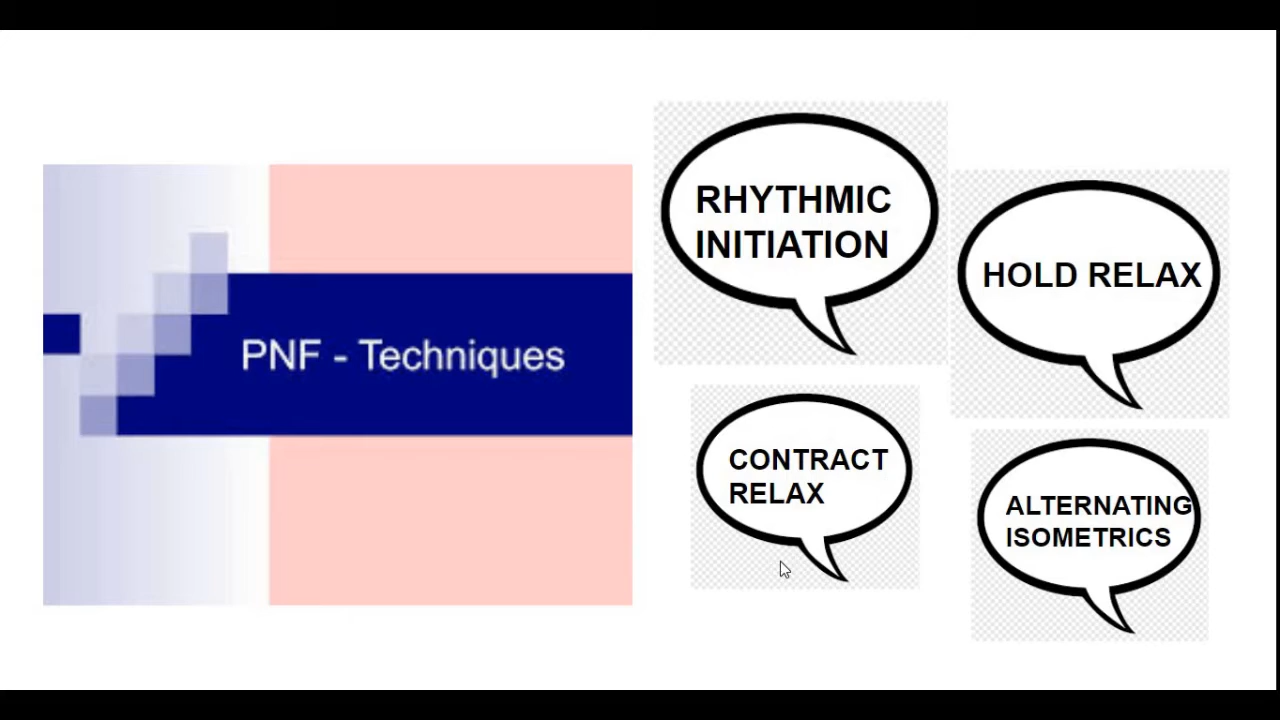 PNF - Techniques
RHYTHMIC
INITIATION
HOLD RELAX
CONTRACT
RELAX
ALTERNATING
ISOMETRICS